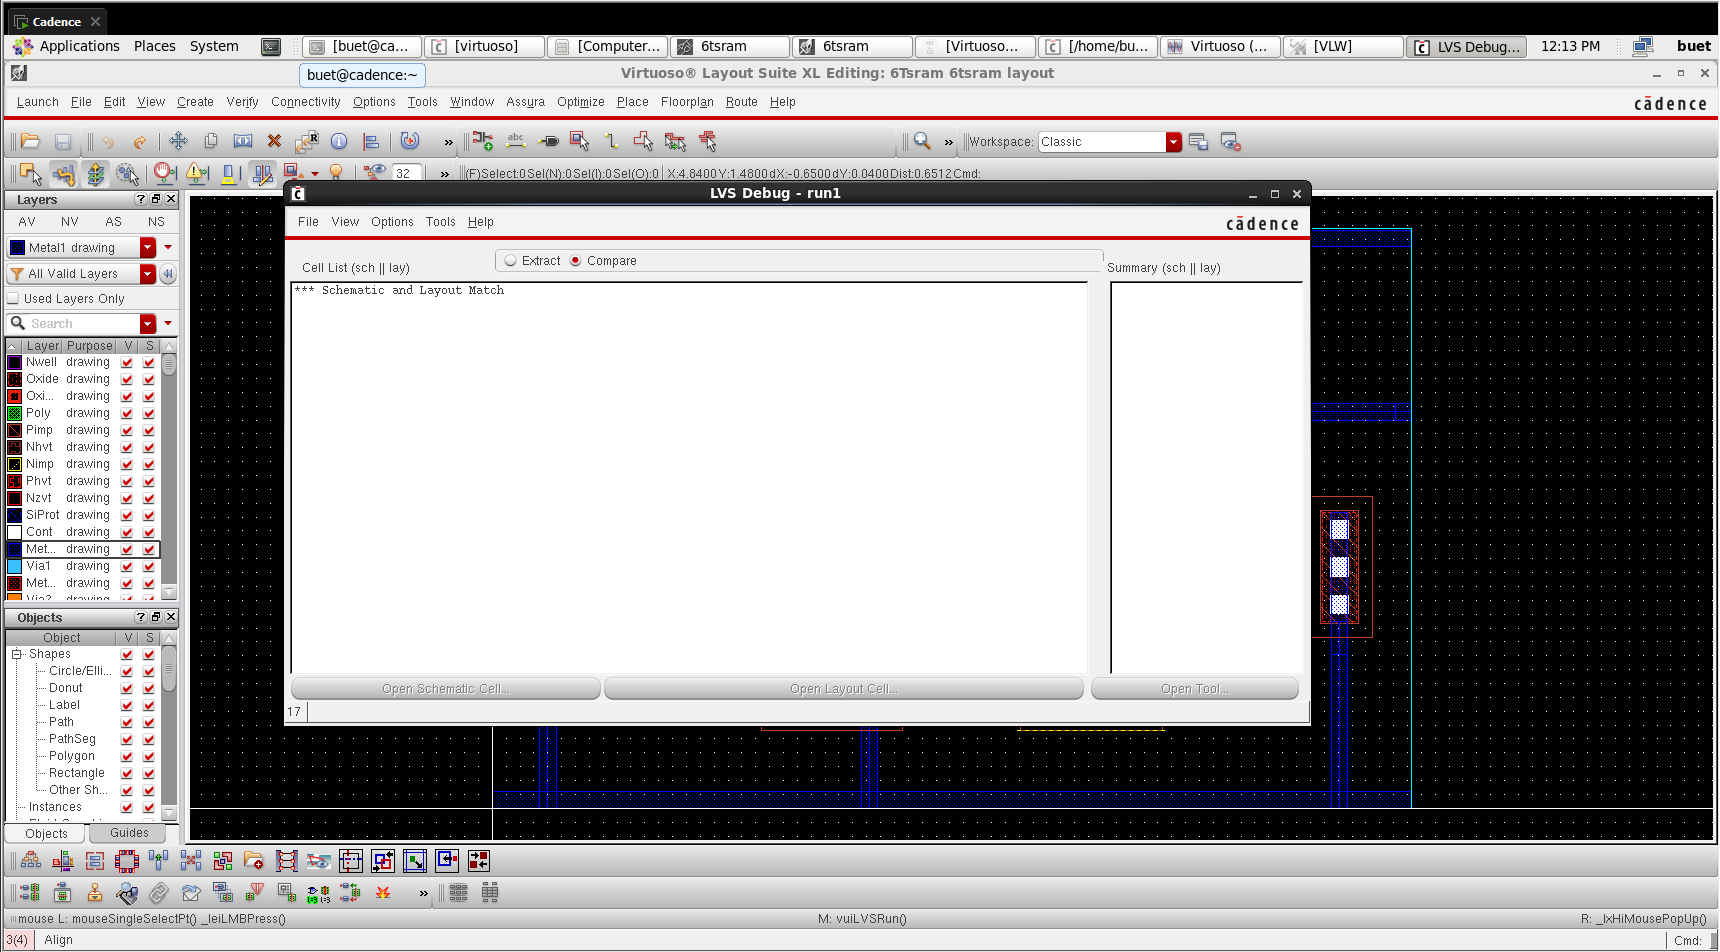 Cadence
Applications Places System [buet@ca... [virtuoso] [Computer... 6tsram 6tsram [Virtuoso... [/home/bu... Virtuoso (... [VLW] LVS Debug... 12:13 PM buet
buet@cadence:~
Virtuoso® Layout Suite XL Editing: 6Tsram 6tsram layout
Launch File Edit View Create Verify Connectivity Options Tools Window Assura Optimize Place Floorplan Route Help cādence
abc Workspace: Classic
32 (F)Select:0 Sel(N):0 Sel(I):0 Sel(O):0 X:4.8400 Y:1.4800 dX:-0.6500 dY:0.0400 Dist:0.6512 Cmd:
Layers
AV NV AS NS
Metal1 drawing
All Valid Layers
Used Layers Only
Search
Layer Purpose V S
Nwell drawing
Oxide drawing
Oxi... drawing
Poly drawing
Pimp drawing
Nhvt drawing
Nimp drawing
Phvt drawing
Nzvt drawing
SiProt drawing
Cont drawing
Met... drawing
Via1 drawing
Met... drawing
Via2 drawing
Objects
Object V S
Shapes
Circle/Elli...
Donut
Label
Path
PathSeg
Polygon
Rectangle
Other Sh...
Instances
Objects Guides
LVS Debug - run1
File View Options Tools Help cādence
Extract Compare
Cell List (sch || lay) Summary (sch || lay)
*** Schematic and Layout Match
Open Schematic Cell... Open Layout Cell... Open Tool...
17
mouse L: mouseSingleSelectPt() _leiLMBPress() M: vuiLVSRun() R: _lxHiMousePopUp()
3(4) Align Cmd: